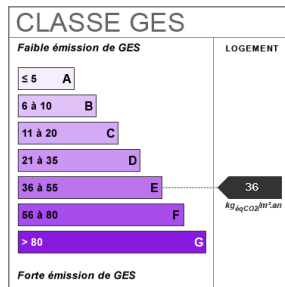 CLASSE GES
Faible émission de GES
LOGEMENT
≤ 5 A
6 à 10 B
11 à 20 C
21 à 35 D
36 à 55 E
36
kgéqCO2/m².an
56 à 80 F
> 80 G
Forte émission de GES